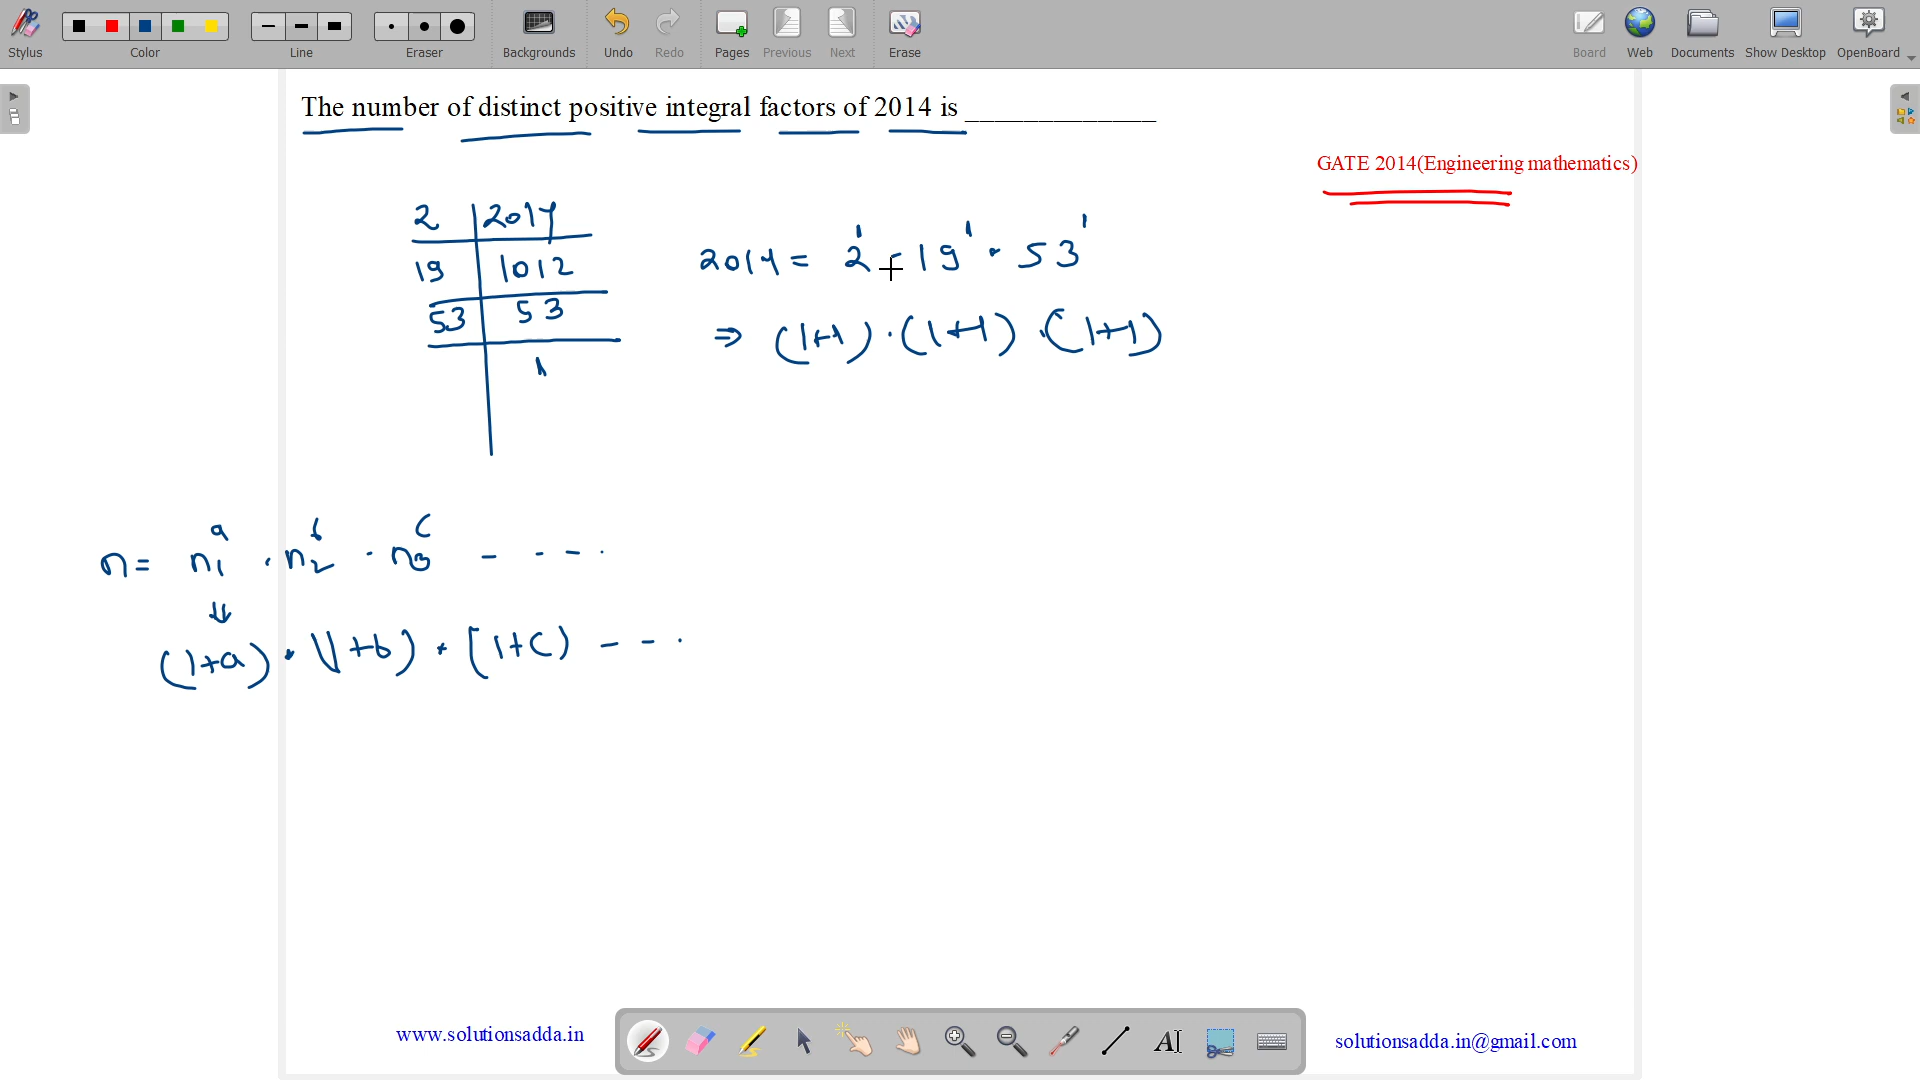 Stylus Color Line Eraser Backgrounds Undo Redo Pages Previous Next Erase Board Web Documents Show Desktop OpenBoard
The number of distinct positive integral factors of 2014 is _____________
GATE 2014(Engineering mathematics)
2 | 2014
19 | 1012
53 | 53
1
2014 = 2¹ · 19¹ · 53¹
⇒ (1+1) · (1+1) · (1+1)
n = n₁ᵃ · n₂ᵇ · n₃ᶜ - - - ·
↓
(1+a) · (1+b) · (1+c) - - ·
www.solutionsadda.in
solutionsadda.in@gmail.com